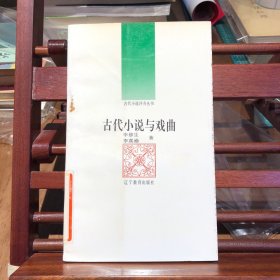 古代小说评介丛书
古代小说与戏曲
李修生
李真渝
著
辽宁教育出版社